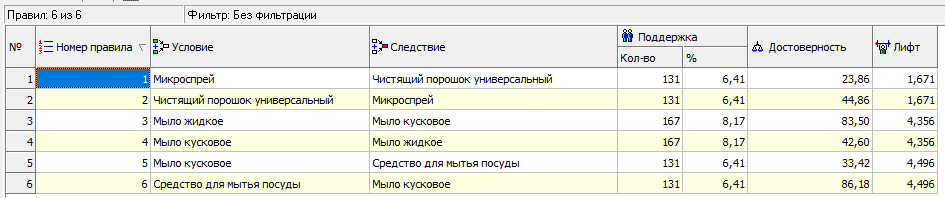 Правил: 6 из 6 Фильтр: Без фильтрации
№ Номер правила Условие Следствие Поддержка Достоверность Лифт
Кол-во %
1 1 Микроспрей Чистящий порошок универсальный 131 6,41 23,86 1,671
2 2 Чистящий порошок универсальный Микроспрей 131 6,41 44,86 1,671
3 3 Мыло жидкое Мыло кусковое 167 8,17 83,50 4,356
4 4 Мыло кусковое Мыло жидкое 167 8,17 42,60 4,356
5 5 Мыло кусковое Средство для мытья посуды 131 6,41 33,42 4,496
6 6 Средство для мытья посуды Мыло кусковое 131 6,41 86,18 4,496